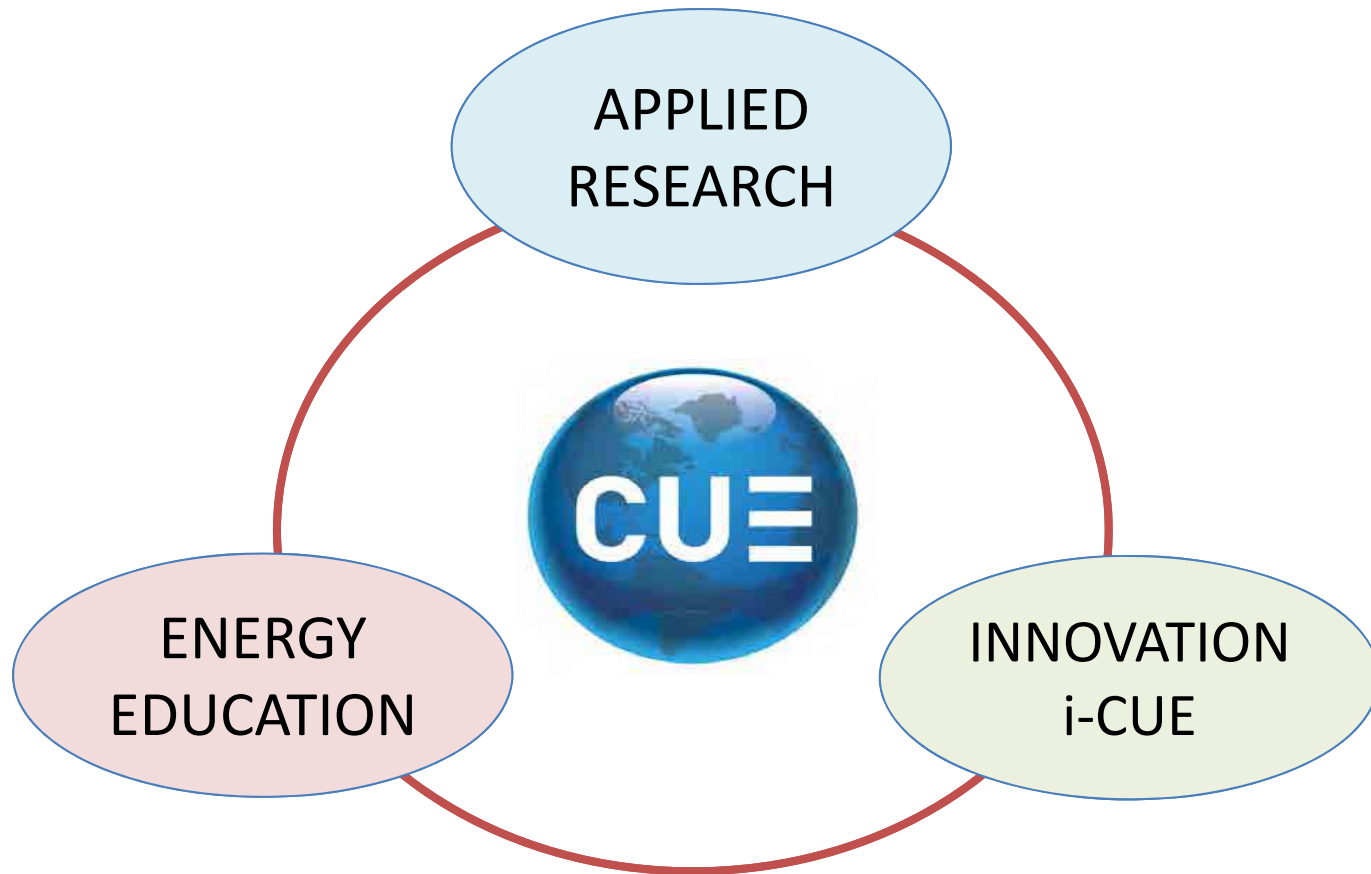 APPLIED
RESEARCH
CUE
ENERGY
EDUCATION
INNOVATION
i-CUE